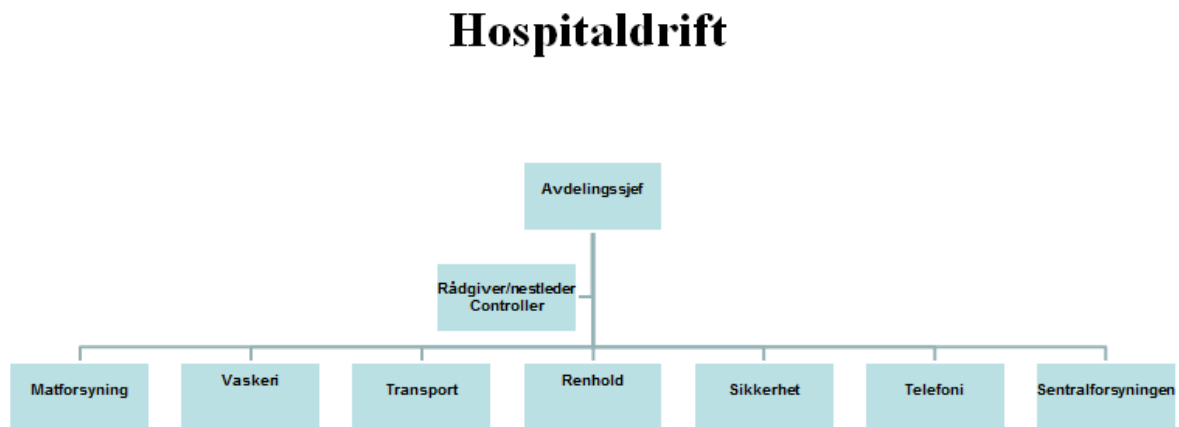 Hospitaldrift
Avdelingssjef
Rådgiver/nestleder
Controller
Matforsyning
Vaskeri
Transport
Renhold
Sikkerhet
Telefoni
Sentralforsyningen